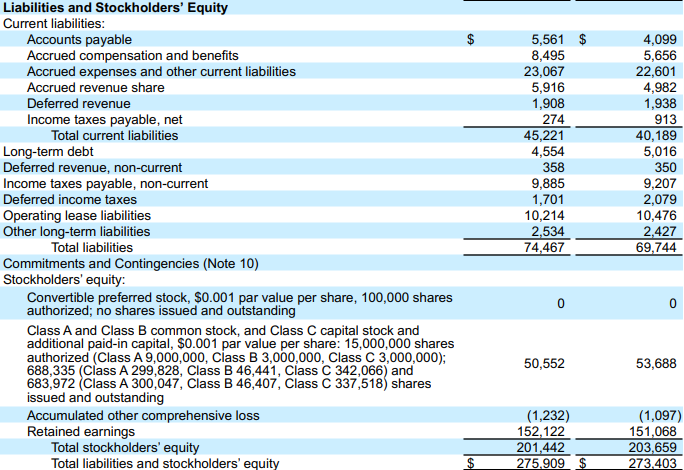 Liabilities and Stockholders’ Equity
Current liabilities:
Accounts payable $ 5,561 $ 4,099
Accrued compensation and benefits 8,495 5,656
Accrued expenses and other current liabilities 23,067 22,601
Accrued revenue share 5,916 4,982
Deferred revenue 1,908 1,938
Income taxes payable, net 274 913
Total current liabilities 45,221 40,189
Long-term debt 4,554 5,016
Deferred revenue, non-current 358 350
Income taxes payable, non-current 9,885 9,207
Deferred income taxes 1,701 2,079
Operating lease liabilities 10,214 10,476
Other long-term liabilities 2,534 2,427
Total liabilities 74,467 69,744
Commitments and Contingencies (Note 10)
Stockholders’ equity:
Convertible preferred stock, $0.001 par value per share, 100,000 shares
authorized; no shares issued and outstanding 0 0
Class A and Class B common stock, and Class C capital stock and
additional paid-in capital, $0.001 par value per share: 15,000,000 shares
authorized (Class A 9,000,000, Class B 3,000,000, Class C 3,000,000);
688,335 (Class A 299,828, Class B 46,441, Class C 342,066) and
683,972 (Class A 300,047, Class B 46,407, Class C 337,518) shares
issued and outstanding 50,552 53,688
Accumulated other comprehensive loss (1,232) (1,097)
Retained earnings 152,122 151,068
Total stockholders’ equity 201,442 203,659
Total liabilities and stockholders’ equity $ 275,909 $ 273,403